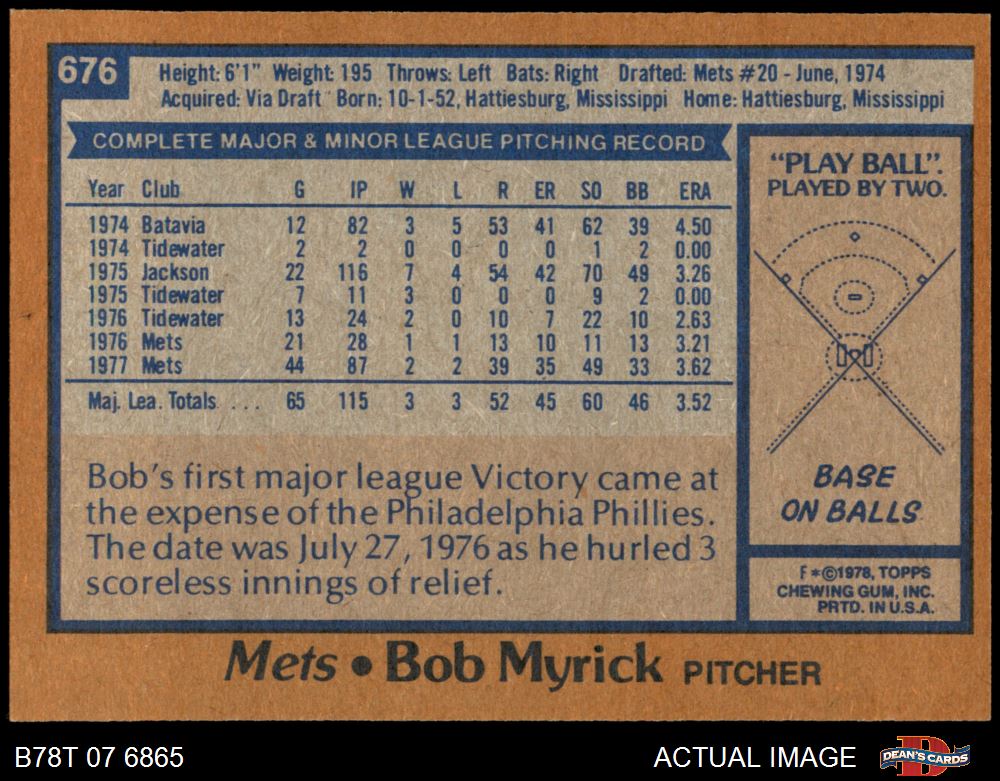 676
Height: 6'1" Weight: 195 Throws: Left Bats: Right Drafted: Mets #20 - June, 1974
Acquired: Via Draft Born: 10-1-52, Hattiesburg, Mississippi Home: Hattiesburg, Mississippi
COMPLETE MAJOR & MINOR LEAGUE PITCHING RECORD
Year Club G IP W L R ER SO BB ERA
1974 Batavia 12 82 3 5 53 41 62 39 4.50
1974 Tidewater 2 2 0 0 0 0 1 2 0.00
1975 Jackson 22 116 7 4 54 42 70 49 3.26
1975 Tidewater 7 11 3 0 0 0 9 2 0.00
1976 Tidewater 13 24 2 0 10 7 22 10 2.63
1976 Mets 21 28 1 1 13 10 11 13 3.21
1977 Mets 44 87 2 2 39 35 49 33 3.62
Maj. Lea. Totals . . . . 65 115 3 3 52 45 60 46 3.52
Bob's first major league Victory came at
the expense of the Philadelphia Phillies.
The date was July 27, 1976 as he hurled 3
scoreless innings of relief.
"PLAY BALL".
PLAYED BY TWO.
BASE
ON BALLS
F*©1978, TOPPS
CHEWING GUM, INC.
PRTD. IN U.S.A.
Mets • Bob Myrick PITCHER
B78T 07 6865
ACTUAL IMAGE
DEAN'S CARDS